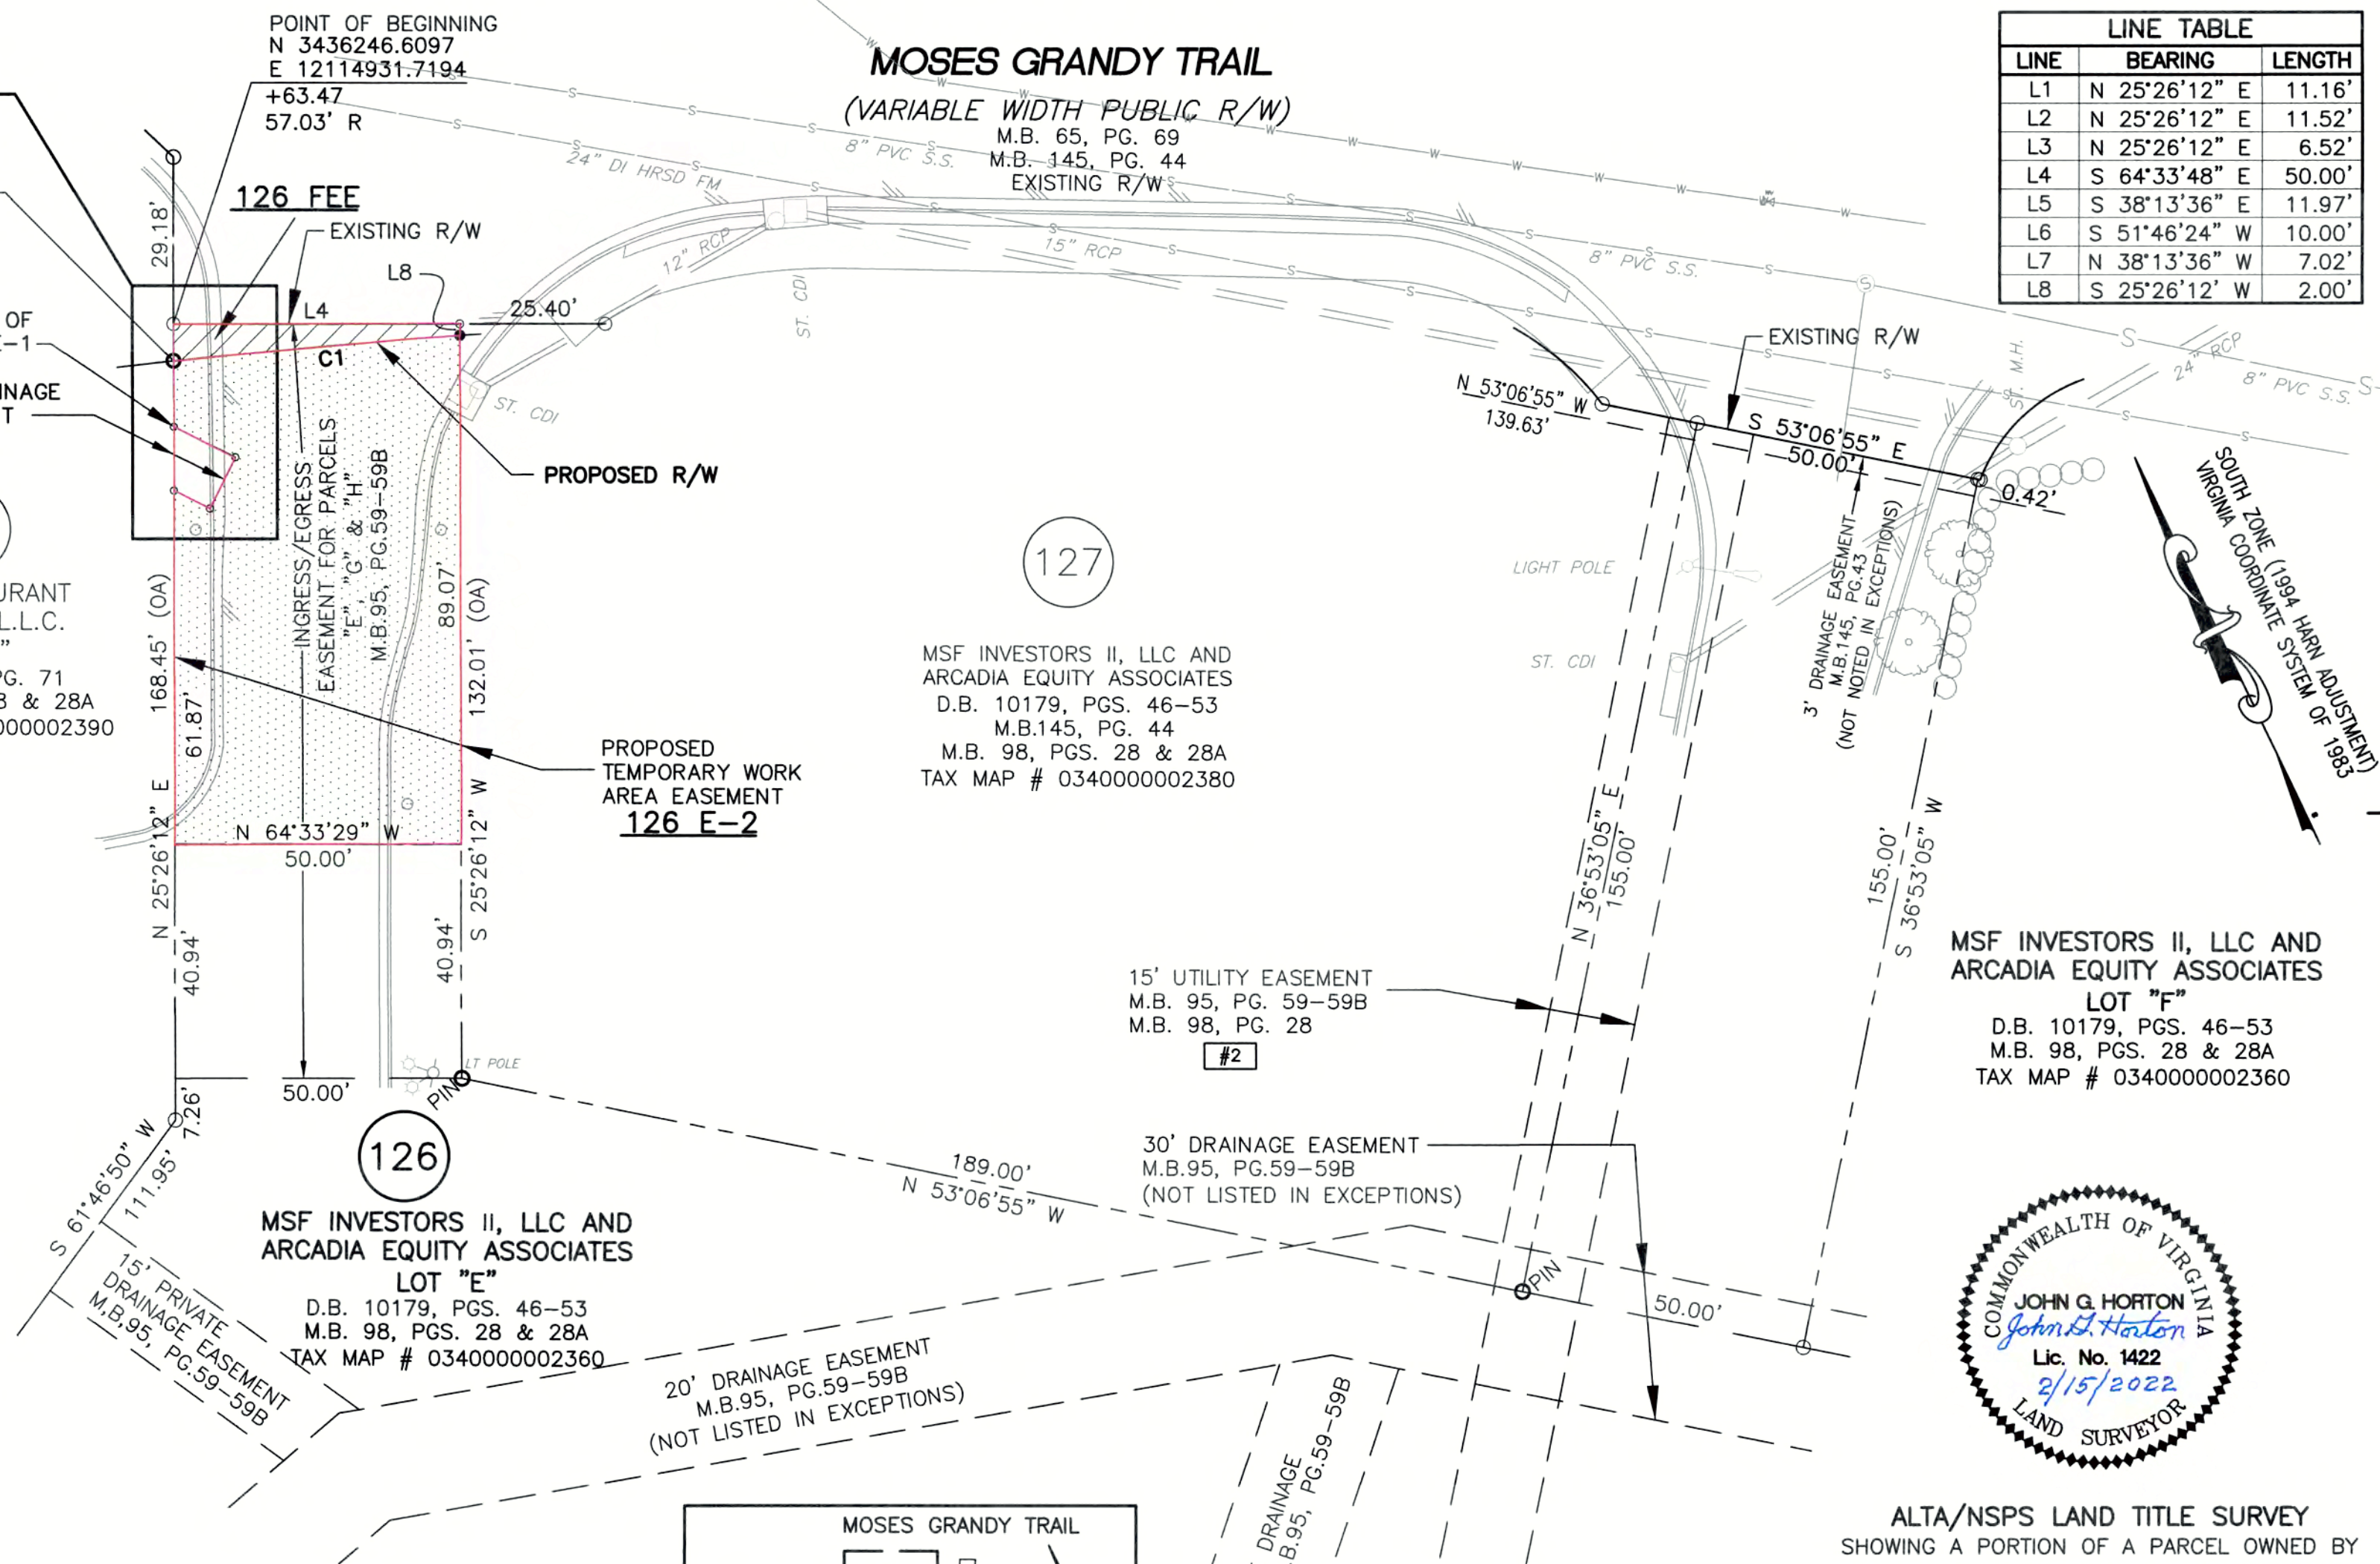 POINT OF BEGINNING
N 3436246.6097
E 12114931.7194
+63.47
57.03' R
MOSES GRANDY TRAIL
(VARIABLE WIDTH PUBLIC R/W)
M.B. 65, PG. 69
M.B. 145, PG. 44
EXISTING R/W
LINE TABLE
LINE BEARING LENGTH
L1 N 25°26'12" E 11.16'
L2 N 25°26'12" E 11.52'
L3 N 25°26'12" E 6.52'
L4 S 64°33'48" E 50.00'
L5 S 38°13'36" E 11.97'
L6 S 51°46'24" W 10.00'
L7 N 38°13'36" W 7.02'
L8 S 25°26'12' W 2.00'
24" DI HRSD FM
8" PVC S.S.
12" RCP
15" RCP
8" PVC S.S.
24" RCP
8" PVC S.S.
ST. M.H.
126 FEE
EXISTING R/W
29.18'
L8
L4
25.40'
C1
ST. CDI
ST. CDI
OF
-1
NAGE
T
PROPOSED R/W
INGRESS/EGRESS
EASEMENT FOR PARCELS
"E", "G" & "H"
M.B.95, PG.59-59B
89.07'
132.01' (OA)
168.45' (OA)
61.87'
N 25°26'12" E
S 25°26'12" W
N 64°33'29" W
50.00'
40.94'
40.94'
50.00'
7.26'
LT POLE
PIN
URANT
L.L.C.
"
PG. 71
& 28A
000002390
PROPOSED
TEMPORARY WORK
AREA EASEMENT
126 E-2
127
MSF INVESTORS II, LLC AND
ARCADIA EQUITY ASSOCIATES
D.B. 10179, PGS. 46-53
M.B.145, PG. 44
M.B. 98, PGS. 28 & 28A
TAX MAP # 0340000002380
N 53°06'55" W
139.63'
EXISTING R/W
S 53°06'55" E
50.00'
0.42'
LIGHT POLE
ST. CDI
3' DRAINAGE EASEMENT
M.B.145, PG.43
(NOT NOTED IN EXCEPTIONS)
SOUTH ZONE (1994 HARN ADJUSTMENT)
VIRGINIA COORDINATE SYSTEM OF 1983
N 36°53'05" E
155.00'
155.00'
S 36°53'05" W
15' UTILITY EASEMENT
M.B. 95, PG. 59-59B
M.B. 98, PG. 28
#2
30' DRAINAGE EASEMENT
M.B.95, PG.59-59B
(NOT LISTED IN EXCEPTIONS)
189.00'
N 53°06'55" W
PIN
50.00'
MSF INVESTORS II, LLC AND
ARCADIA EQUITY ASSOCIATES
LOT "F"
D.B. 10179, PGS. 46-53
M.B. 98, PGS. 28 & 28A
TAX MAP # 0340000002360
126
MSF INVESTORS II, LLC AND
ARCADIA EQUITY ASSOCIATES
LOT "E"
D.B. 10179, PGS. 46-53
M.B. 98, PGS. 28 & 28A
TAX MAP # 0340000002360
S 61°46'50" W
111.95'
15' PRIVATE
DRAINAGE EASEMENT
M,B,95, PG.59-59B
20' DRAINAGE EASEMENT
M.B.95, PG.59-59B
(NOT LISTED IN EXCEPTIONS)
DRAINAGE
.B.95, PG.59-59B
COMMONWEALTH OF VIRGINIA
JOHN G. HORTON
John G. Horton
Lic. No. 1422
2/15/2022
LAND SURVEYOR
MOSES GRANDY TRAIL
ALTA/NSPS LAND TITLE SURVEY
SHOWING A PORTION OF A PARCEL OWNED BY